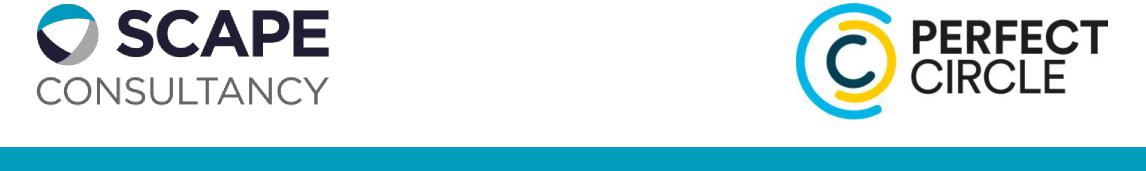 SCAPE
CONSULTANCY
PERFECT
CIRCLE